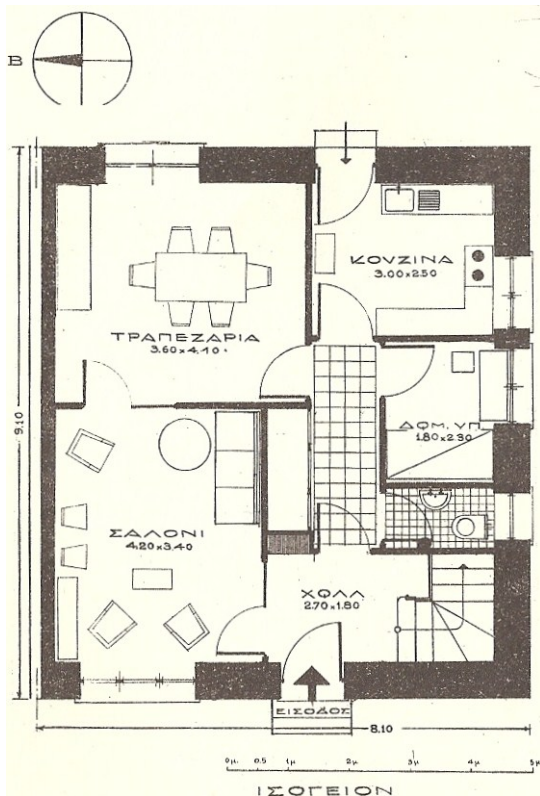 Β
ΚΟΥΖΙΝΑ
3.00x2.50
ΤΡΑΠΕΖΑΡΙΑ
3.60x4.10
ΔΩΜ. ΥΠ.
1.80x2.30
9.10
ΣΑΛΟΝΙ
4.20x3.40
ΧΩΛΛ
2.70x1.80
ΕΙΣΟΔΟΣ
8.10
0μ. 0.5 1μ 2μ 3μ 4μ 5μ
ΙΣΟΓΕΙΟΝ